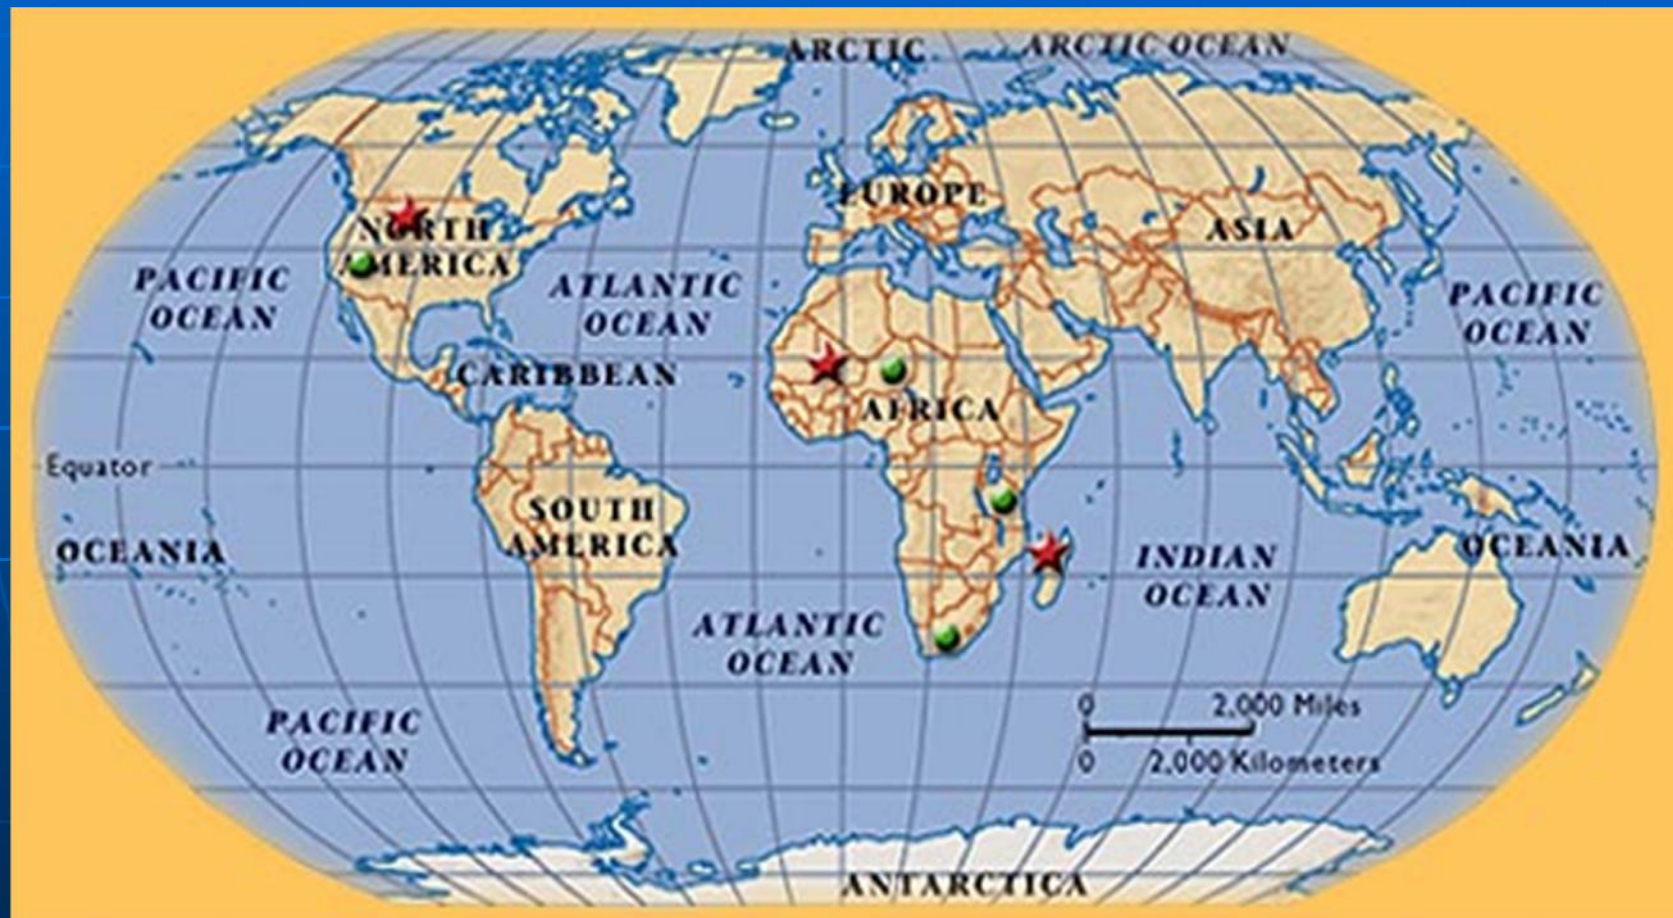 ARCTIC
ARCTIC OCEAN
EUROPE
NORTH
AMERICA
ASIA
PACIFIC
OCEAN
ATLANTIC
OCEAN
PACIFIC
OCEAN
CARIBBEAN
AFRICA
Equator
SOUTH
AMERICA
OCEANIA
INDIAN
OCEAN
OCEANIA
ATLANTIC
OCEAN
PACIFIC
OCEAN
0 2,000 Miles
0 2,000 Kilometers
ANTARCTICA